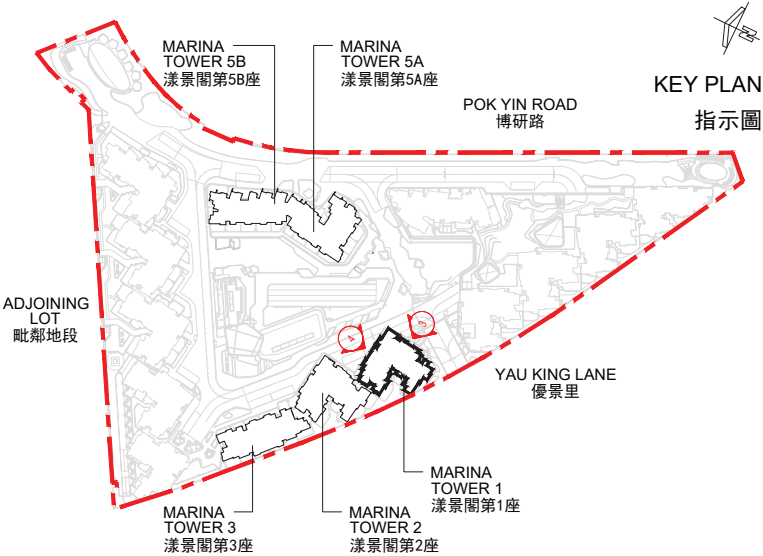 MARINA
TOWER 5B
漾景閣第5B座
MARINA
TOWER 5A
漾景閣第5A座
N
KEY PLAN
指示圖
POK YIN ROAD
博研路
ADJOINING
LOT
毗鄰地段
4
3
YAU KING LANE
優景里
MARINA
TOWER 1
漾景閣第1座
MARINA
TOWER 3
漾景閣第3座
MARINA
TOWER 2
漾景閣第2座